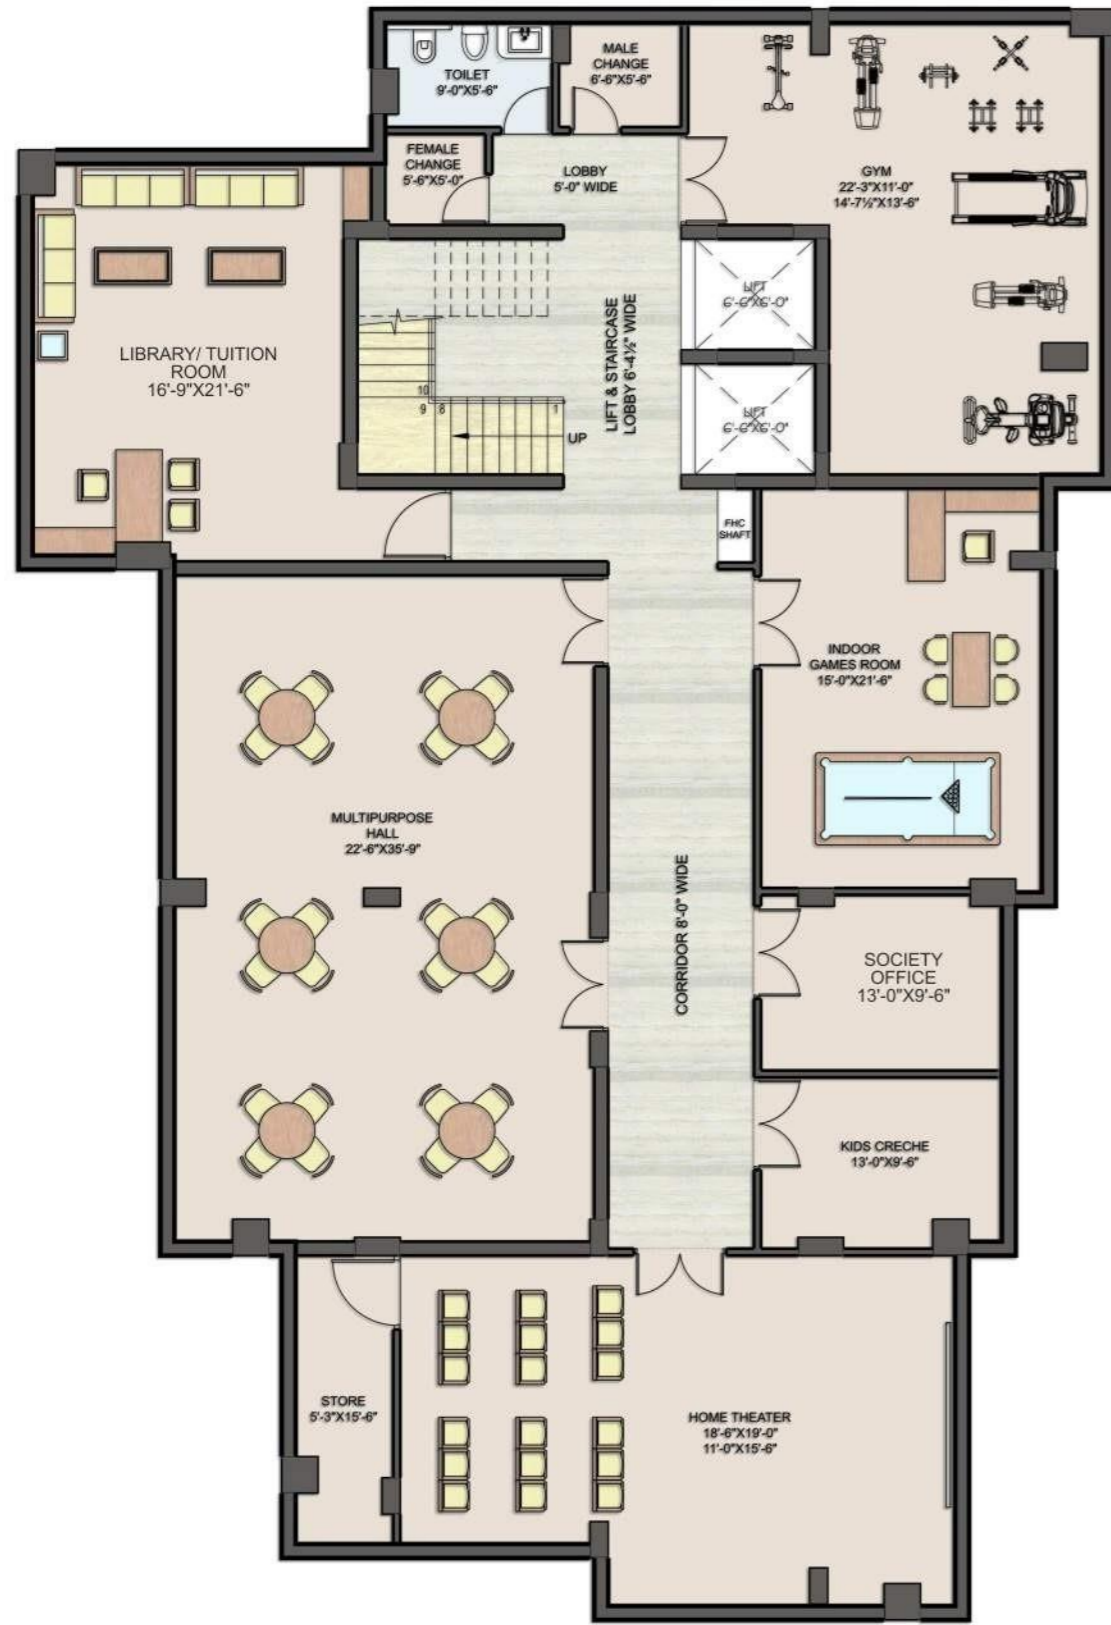 TOILET
9'-0"X5'-6"
MALE
CHANGE
6'-6"X5'-6"
FEMALE
CHANGE
5'-6"X5'-0"
LOBBY
5'-0" WIDE
GYM
22'-3"X11'-0"
14'-7½"X13'-6"
LIFT
6'-6"X6'-0"
LIFT & STAIRCASE
LOBBY 6'-4½" WIDE
LIBRARY/ TUITION
ROOM
16'-9"X21'-6"
LIFT
6'-6"X6'-0"
10
9 8 1
UP
FHC
SHAFT
INDOOR
GAMES ROOM
15'-0"X21'-6"
MULTIPURPOSE
HALL
22'-6"X35'-9"
CORRIDOR 8'-0" WIDE
SOCIETY
OFFICE
13'-0"X9'-6"
KIDS CRECHE
13'-0"X9'-6"
STORE
5'-3"X15'-6"
HOME THEATER
18'-6"X19'-0"
11'-0"X15'-6"